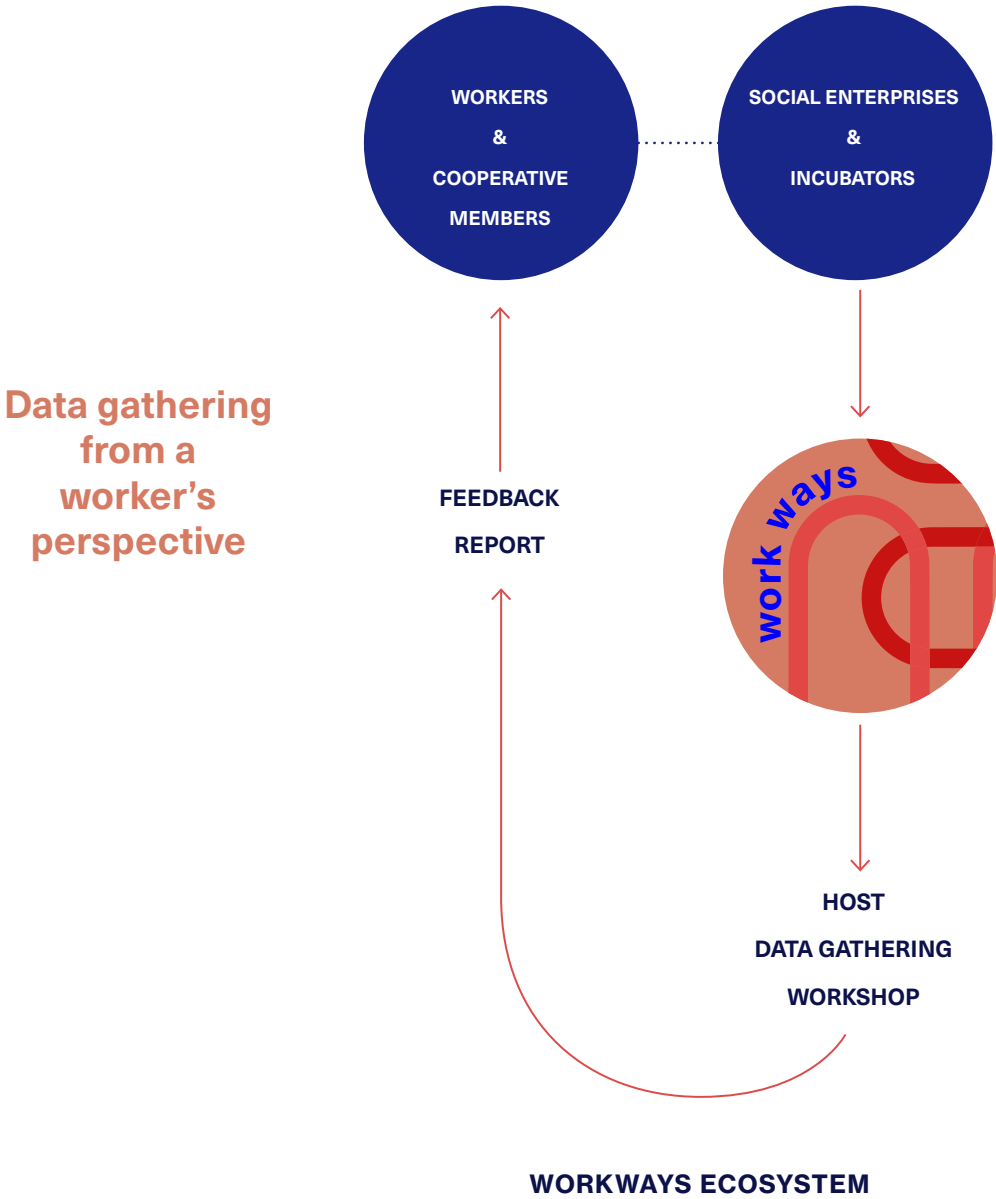 WORKERS
&
COOPERATIVE
MEMBERS
SOCIAL ENTERPRISES
&
INCUBATORS
Data gathering
from a
worker’s
perspective
FEEDBACK
REPORT
work ways
HOST
DATA GATHERING
WORKSHOP
WORKWAYS ECOSYSTEM